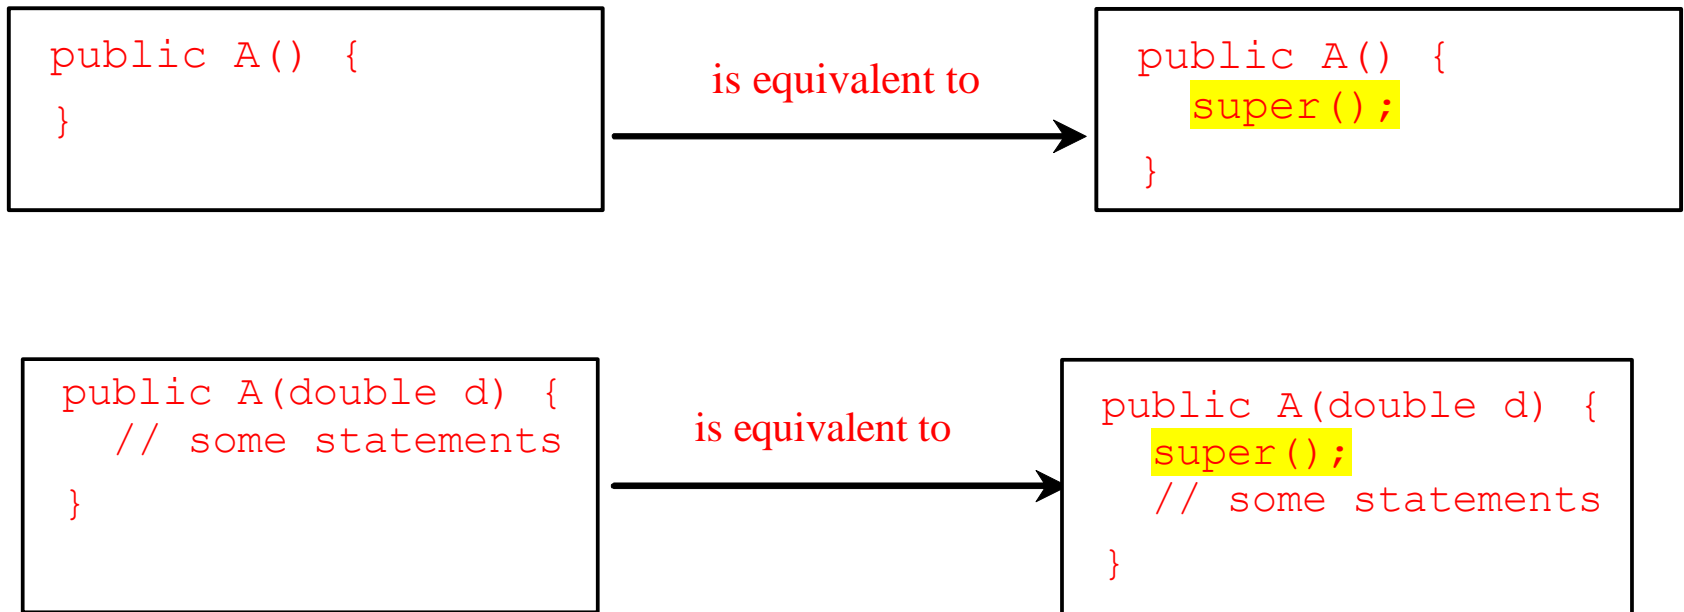 public A() {
}
is equivalent to
public A() {
super();
}
public A(double d) {
// some statements
}
is equivalent to
public A(double d) {
super();
// some statements
}